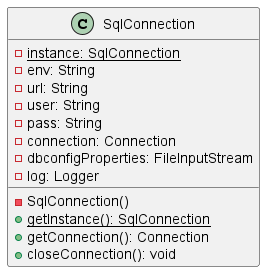 C SqlConnection
instance: SqlConnection
env: String
url: String
user: String
pass: String
connection: Connection
dbconfigProperties: FileInputStream
log: Logger
SqlConnection()
getInstance(): SqlConnection
getConnection(): Connection
closeConnection(): void